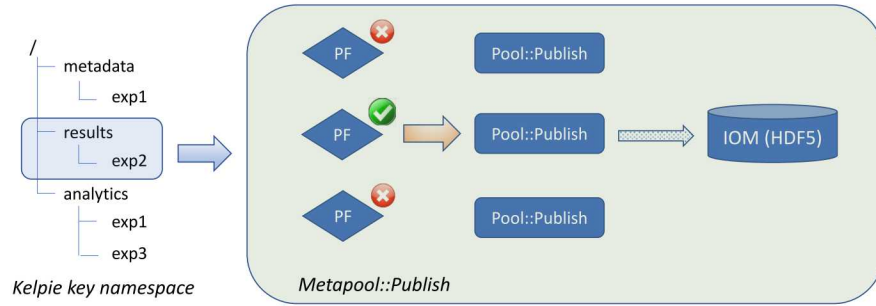 /
metadata
exp1
results
exp2
analytics
exp1
exp3
Kelpie key namespace
PF
Pool::Publish
PF
Pool::Publish
IOM (HDF5)
PF
Pool::Publish
Metapool::Publish